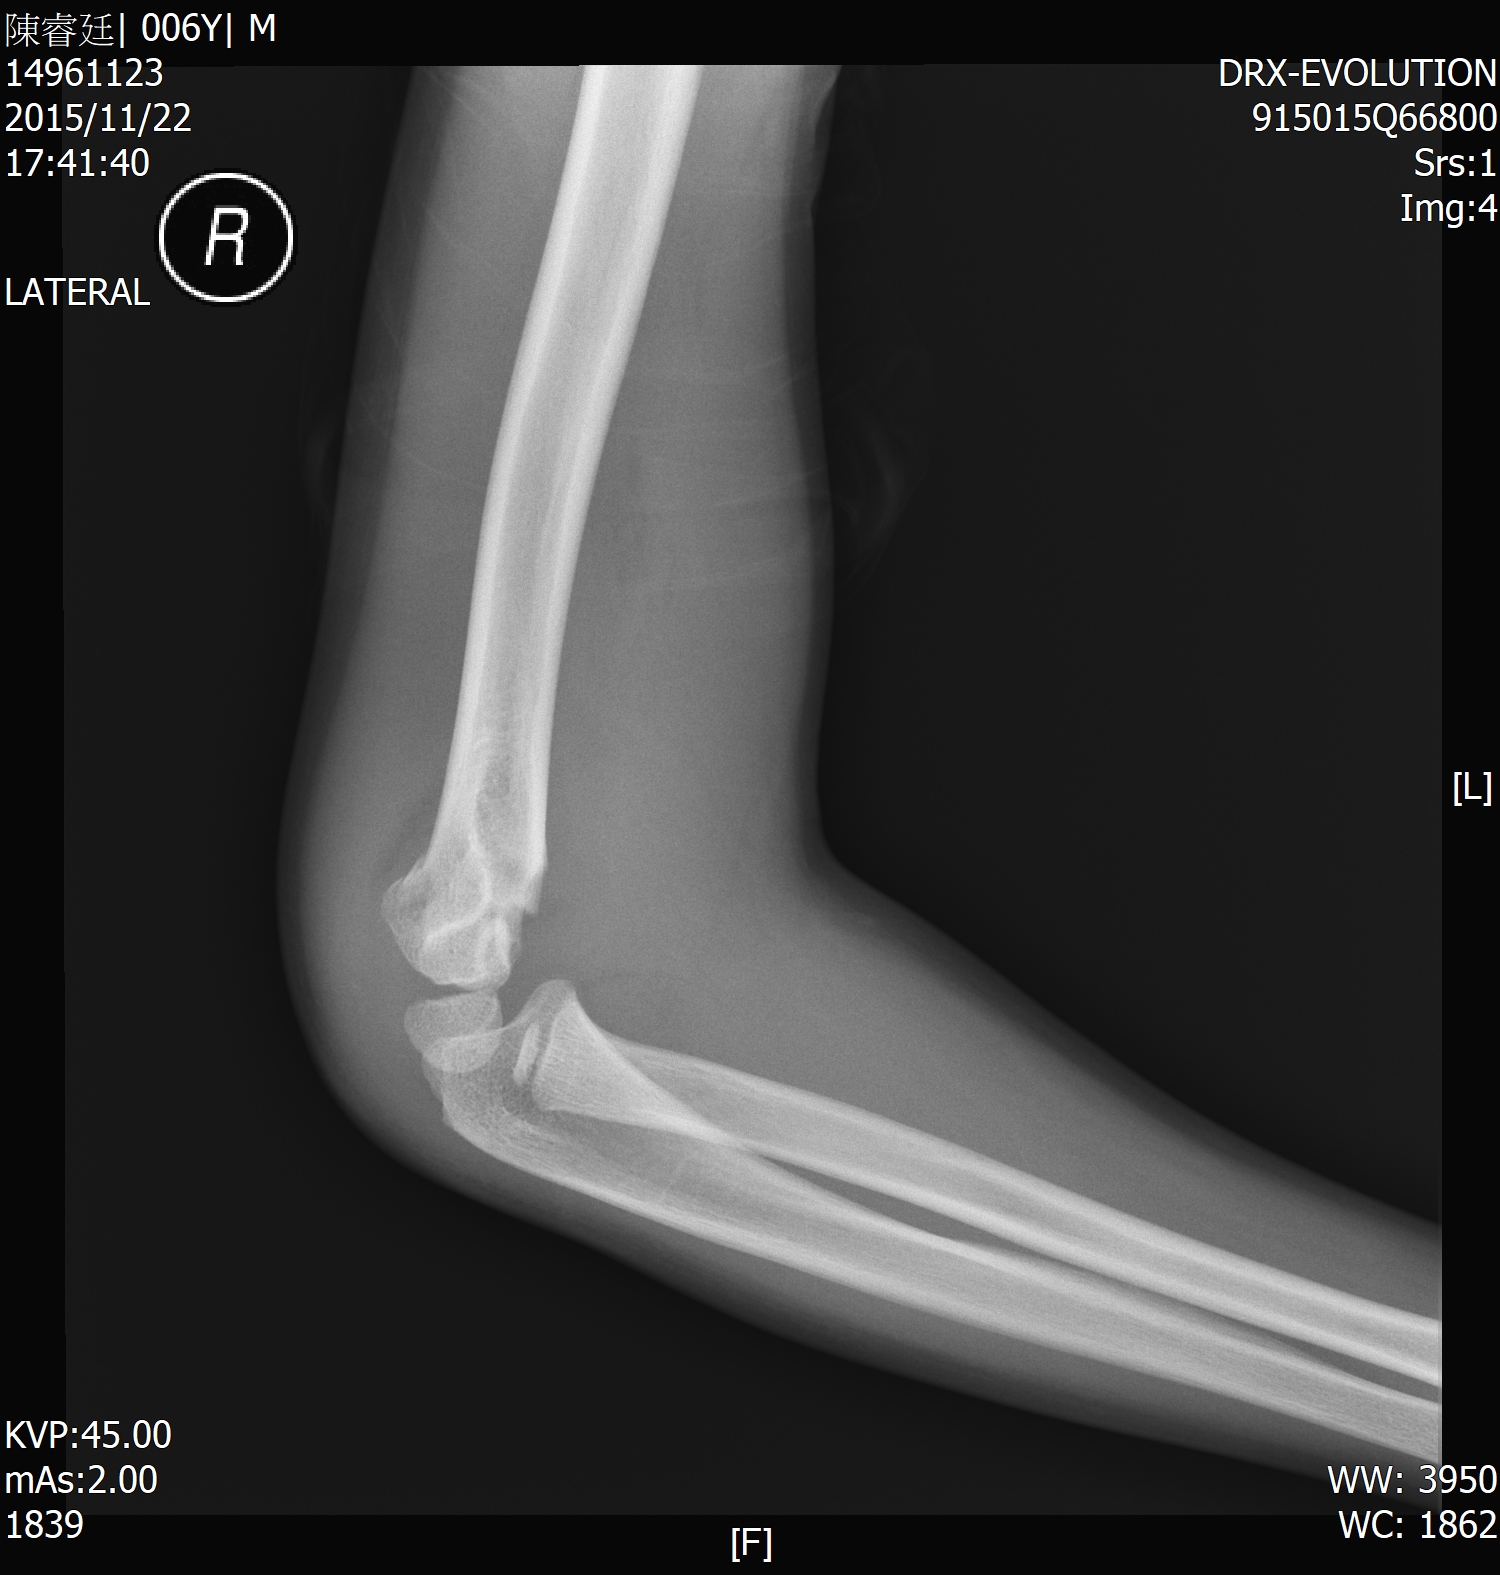 陳睿廷| 006Y| M
14961123
2015/11/22
17:41:40
R
LATERAL
DRX-EVOLUTION
915015Q66800
Srs:1
Img:4
[L]
KVP:45.00
mAs:2.00
1839
[F]
WW: 3950
WC: 1862